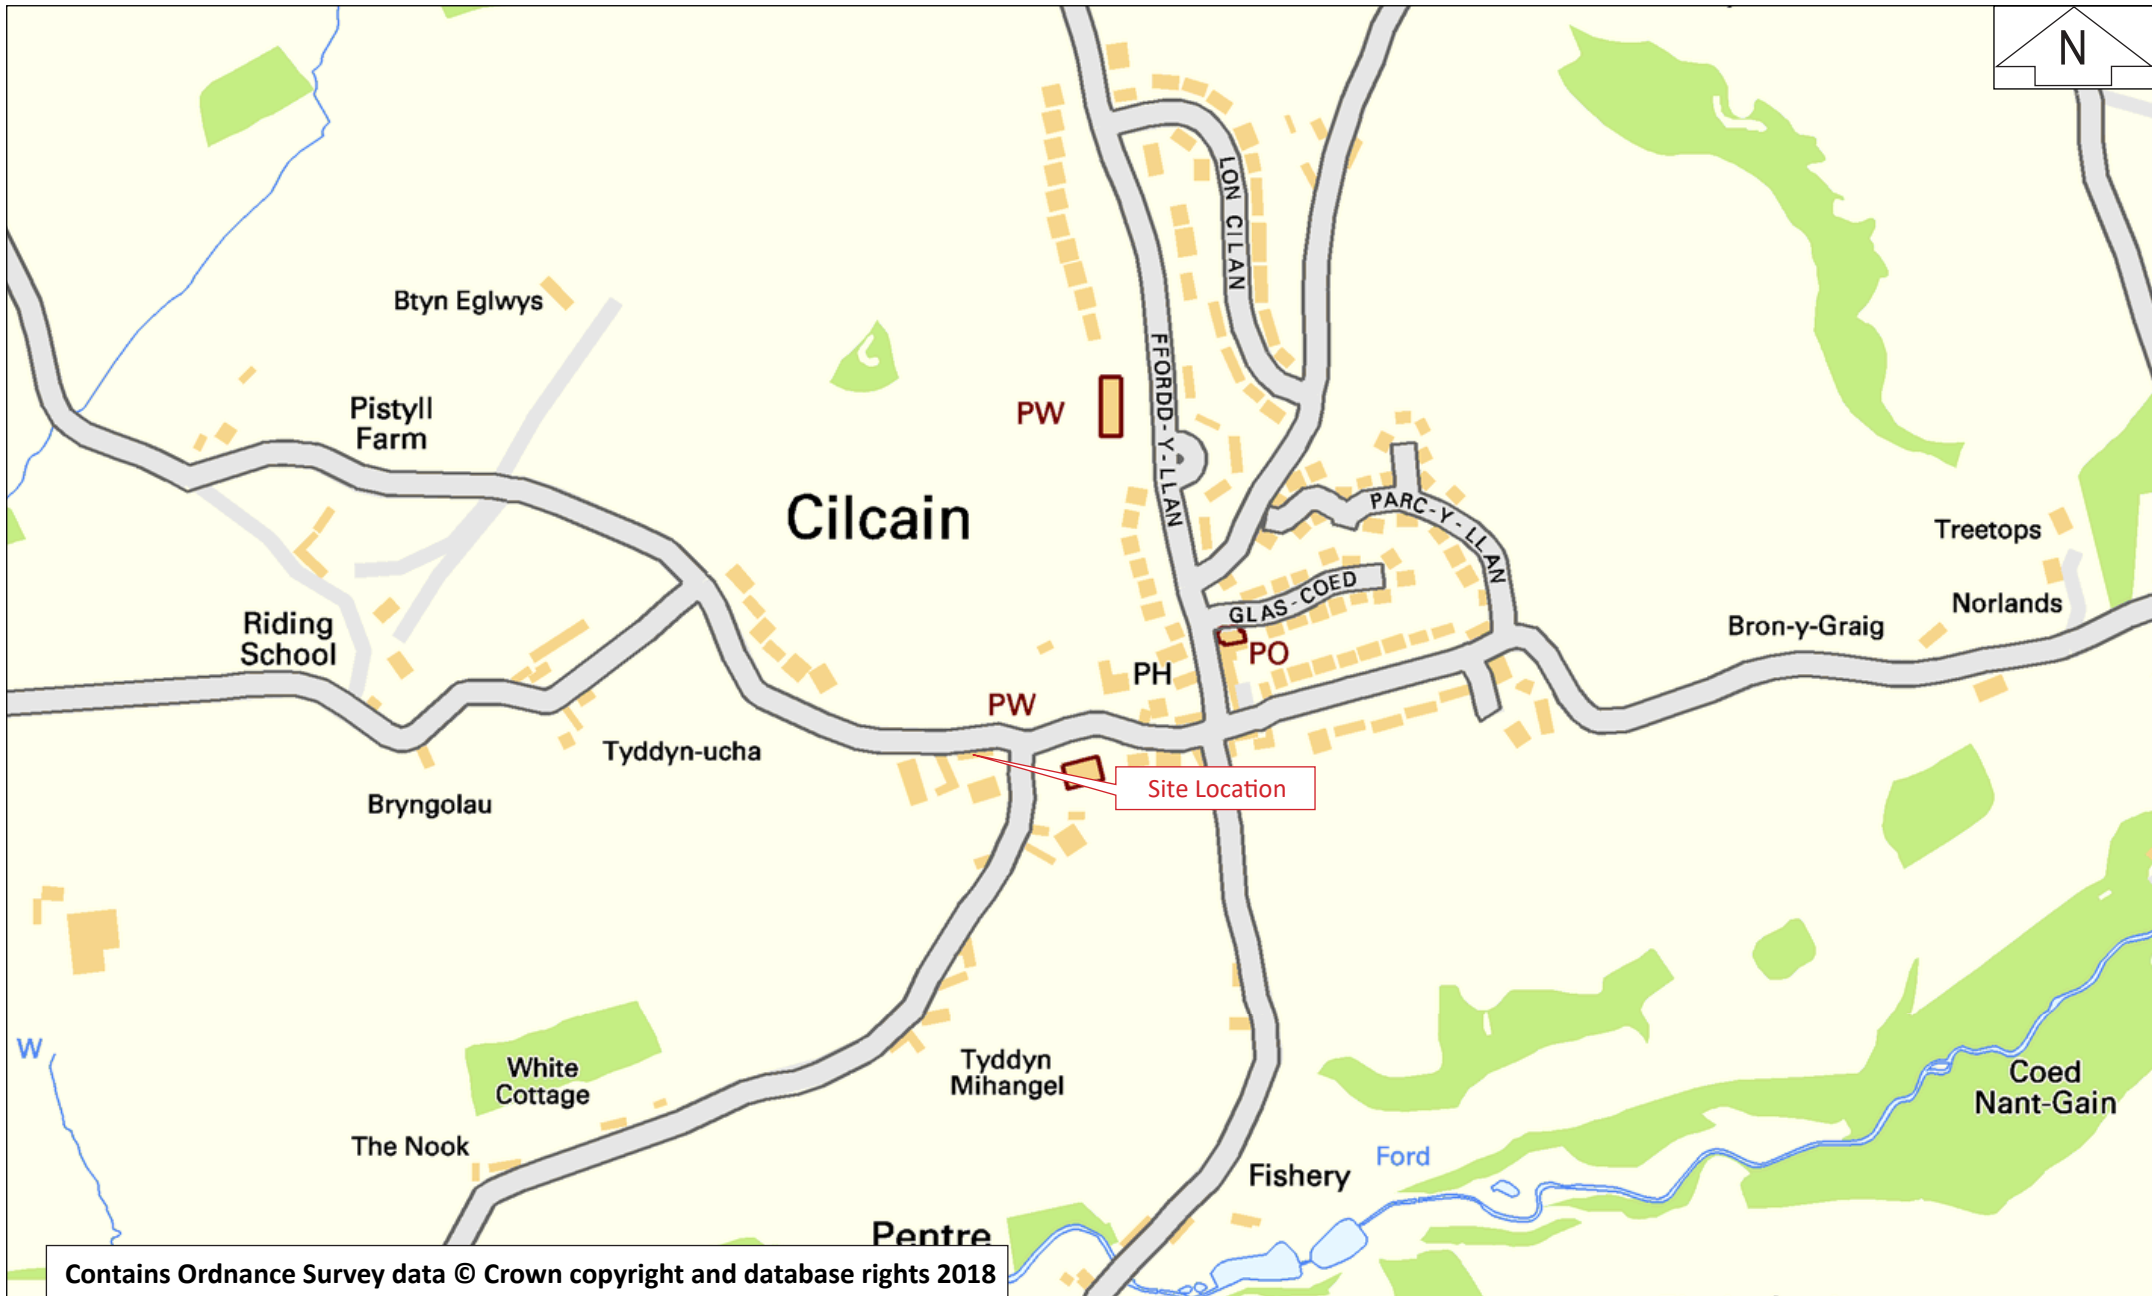 N
LON CILAN
Btyn Eglwys
FFORDD-Y-LLAN
Pistyll
Farm
PW
Cilcain
PARC-Y-LLAN
Treetops
GLAS-COED
Norlands
Riding
School
Bron-y-Graig
PO
PH
PW
Tyddyn-ucha
Site Location
Bryngolau
W
White
Cottage
Tyddyn
Mihangel
Coed
Nant-Gain
The Nook
Ford
Fishery
Pentre
Contains Ordnance Survey data © Crown copyright and database rights 2018